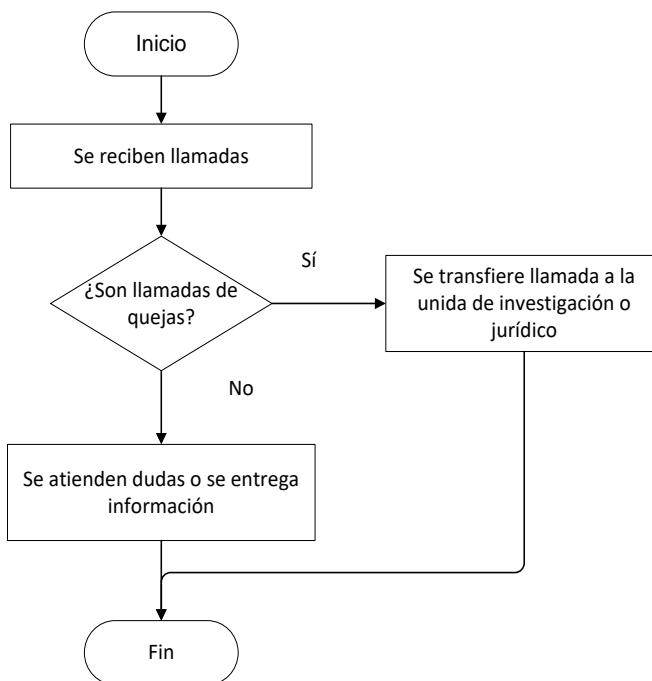 Inicio
Se reciben llamadas
¿Son llamadas de
quejas?
Sí
Se transfiere llamada a la
unida de investigación o
jurídico
No
Se atienden dudas o se entrega
información
Fin